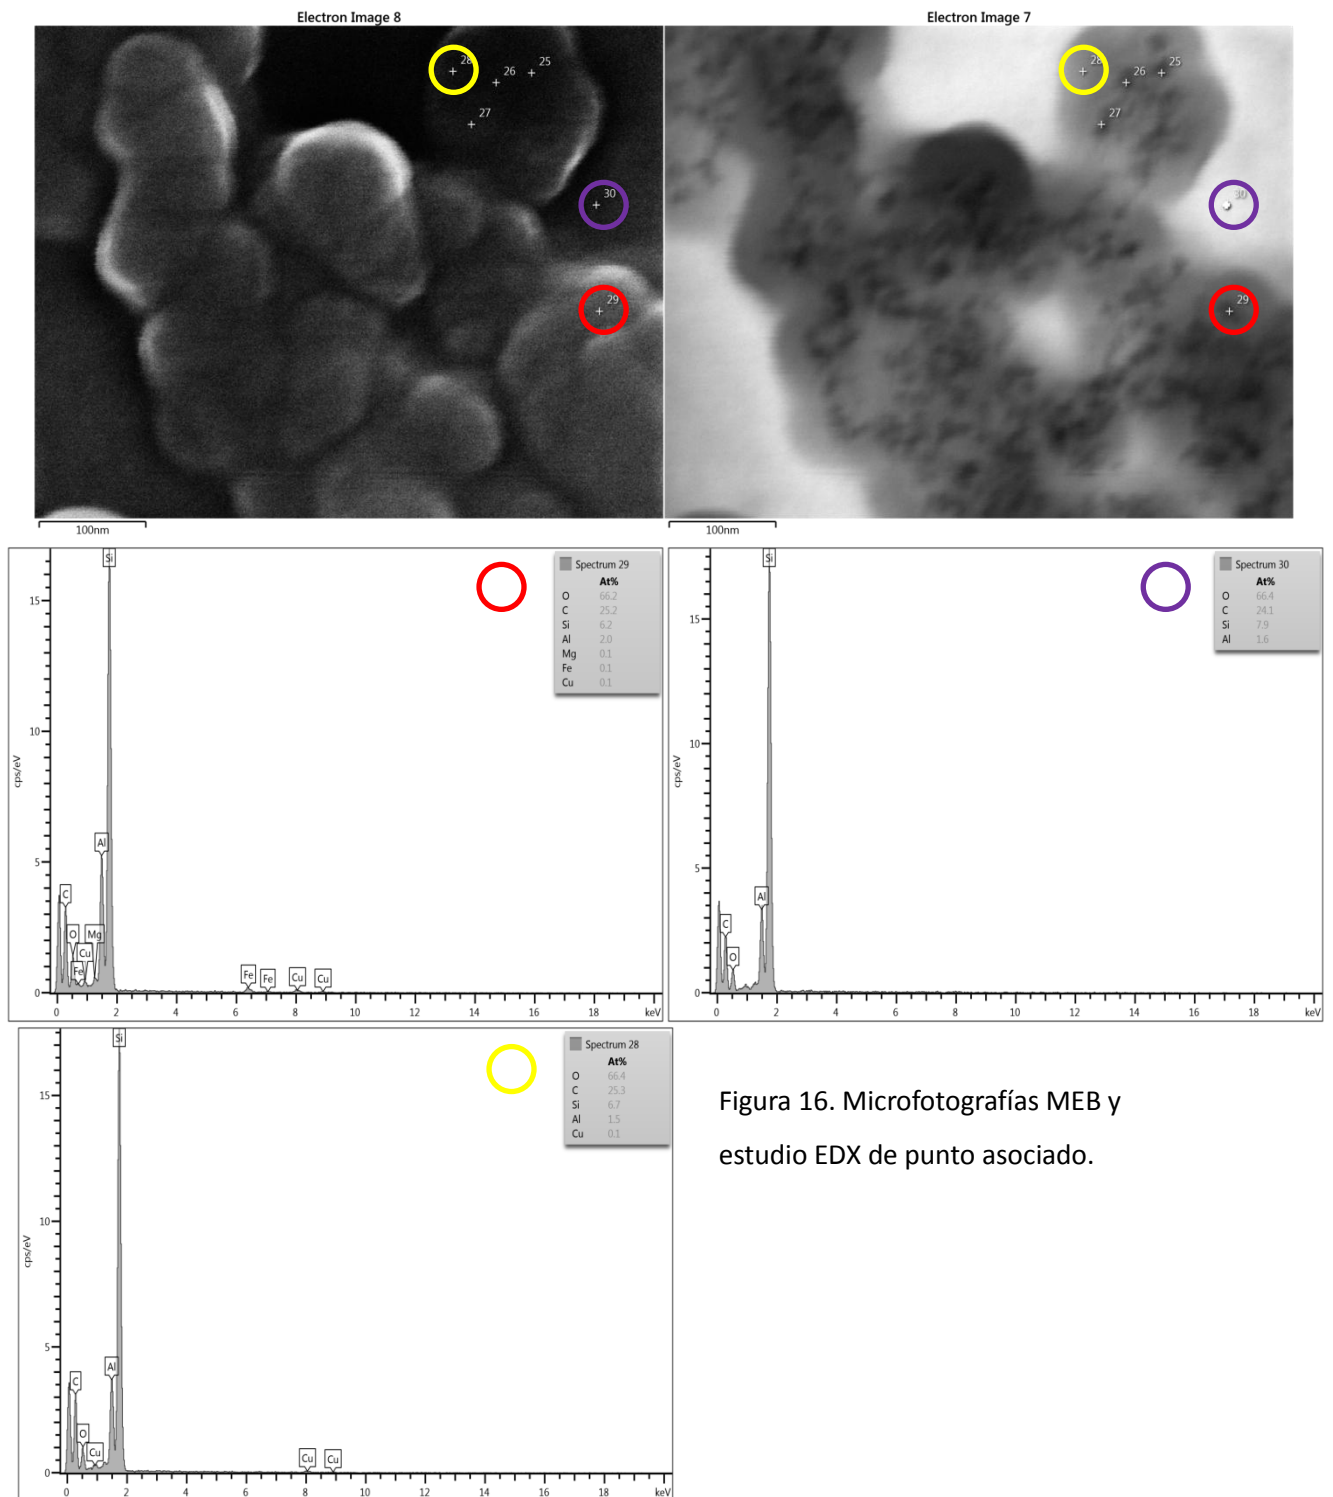 Electron Image 8
28
25
26
27
30
29
100nm
Electron Image 7
28
25
26
27
30
29
100nm
Spectrum 29
At%
O 66.2
C 25.2
Si 6.2
Al 2.0
Mg 0.1
Fe 0.1
Cu 0.1
Si
15
10
cps/eV
Al
5
C
O
Mg
Cu
Fe
Fe
Fe
Cu
Cu
0
0 2 4 6 8 10 12 14 16 18 keV
Spectrum 30
At%
O 66.4
C 24.1
Si 7.9
Al 1.6
Si
15
10
cps/eV
5
Al
C
O
0
0 2 4 6 8 10 12 14 16 18 keV
Spectrum 28
At%
O 66.4
C 25.3
Si 6.7
Al 1.5
Cu 0.1
Si
15
10
cps/eV
5
Al
C
O
Cu
Cu
Cu
0
0 2 4 6 8 10 12 14 16 18 keV
Figura 16. Microfotografías MEB y
estudio EDX de punto asociado.